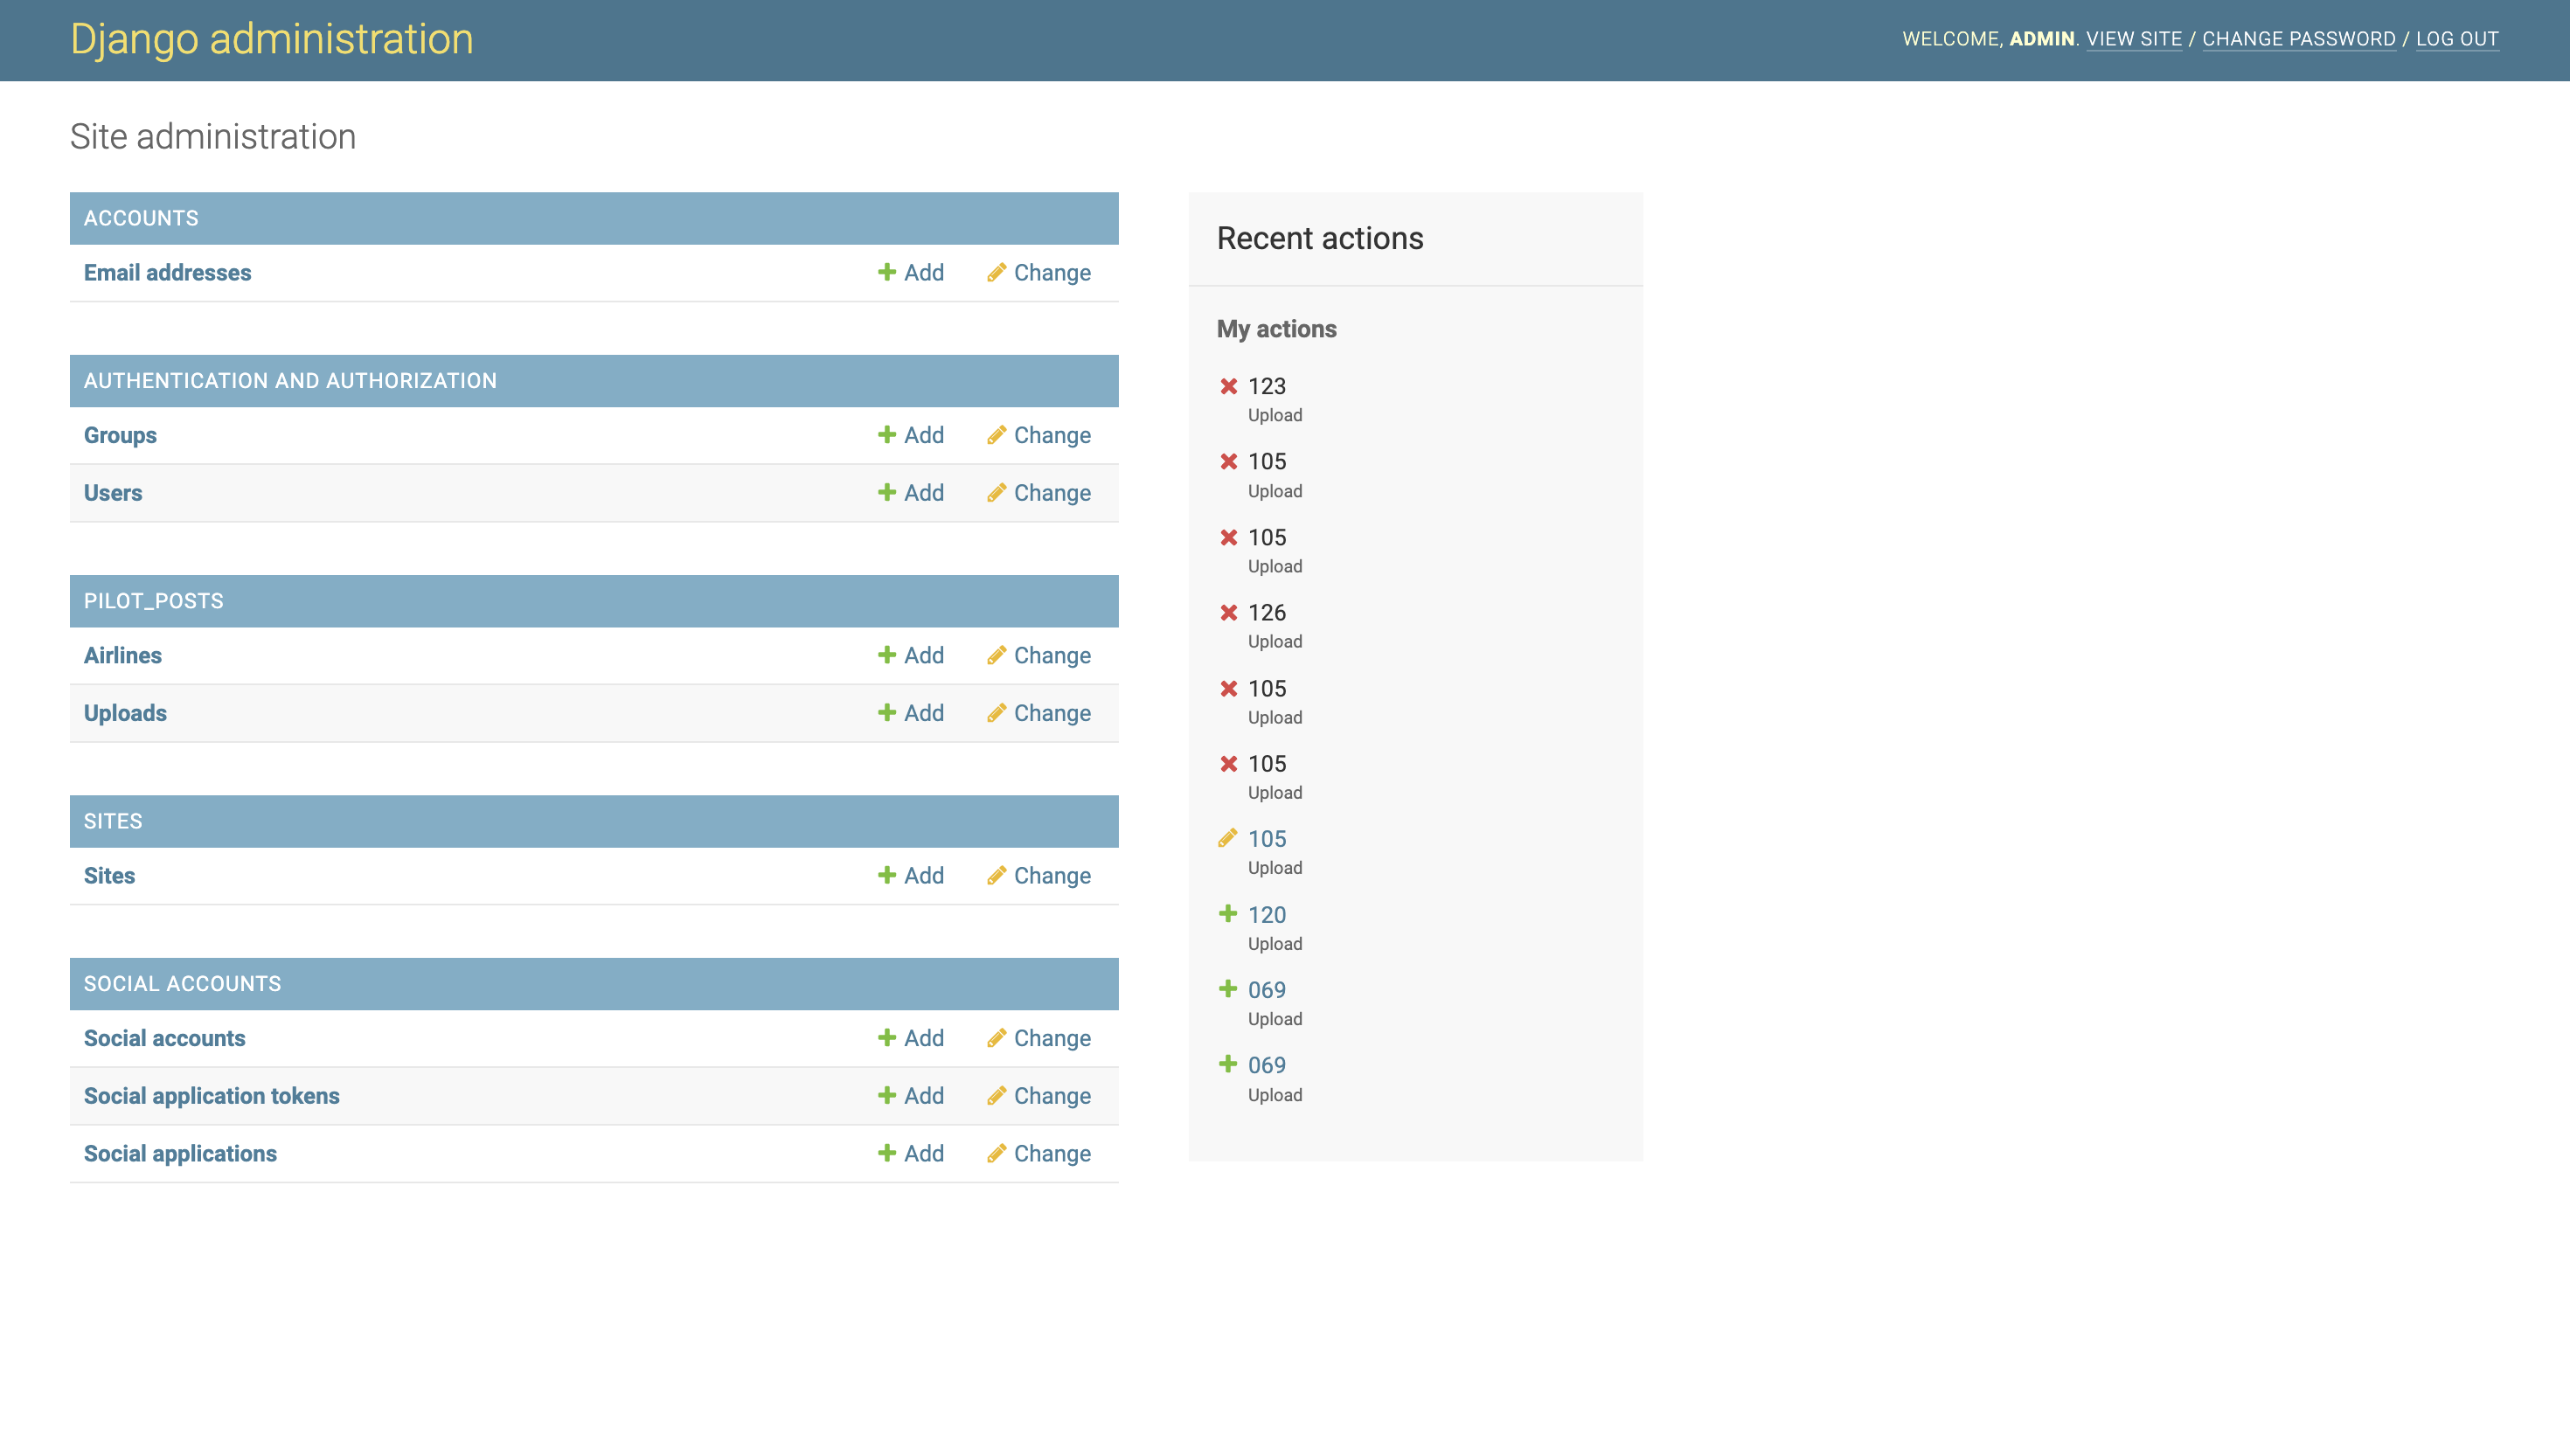 Django administration
WELCOME, ADMIN. VIEW SITE / CHANGE PASSWORD / LOG OUT
Site administration
ACCOUNTS
Email addresses Add Change
AUTHENTICATION AND AUTHORIZATION
Groups Add Change
Users Add Change
PILOT_POSTS
Airlines Add Change
Uploads Add Change
SITES
Sites Add Change
SOCIAL ACCOUNTS
Social accounts Add Change
Social application tokens Add Change
Social applications Add Change
Recent actions
My actions
123
Upload
105
Upload
105
Upload
126
Upload
105
Upload
105
Upload
105
Upload
120
Upload
069
Upload
069
Upload